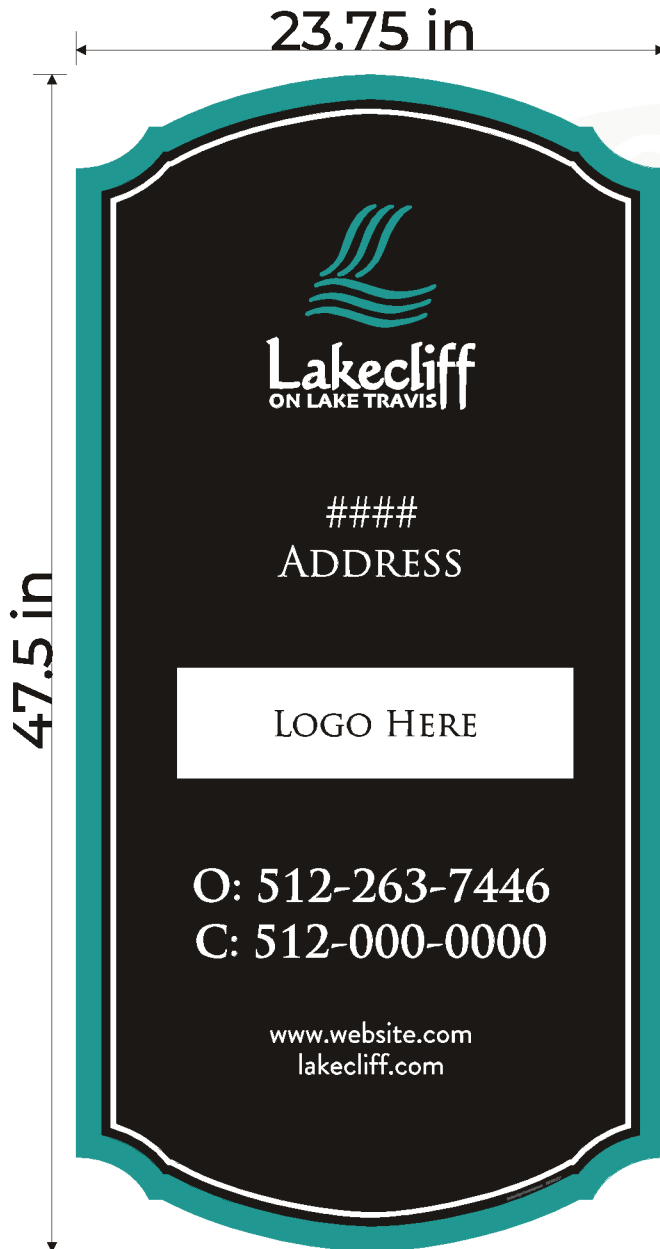 23.75 in
47.5 in
Lakecliff
ON LAKE TRAVIS
####
ADDRESS
LOGO HERE
O: 512-263-7446
C: 512-000-0000
www.website.com
lakecliff.com